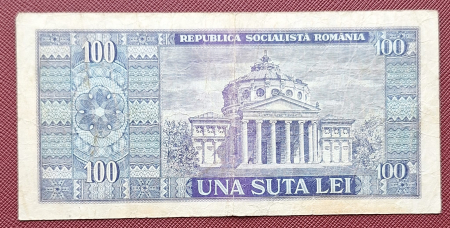 REPUBLICA SOCIALISTĂ ROMÂNIA
100 100
100 100
UNA SUTA LEI